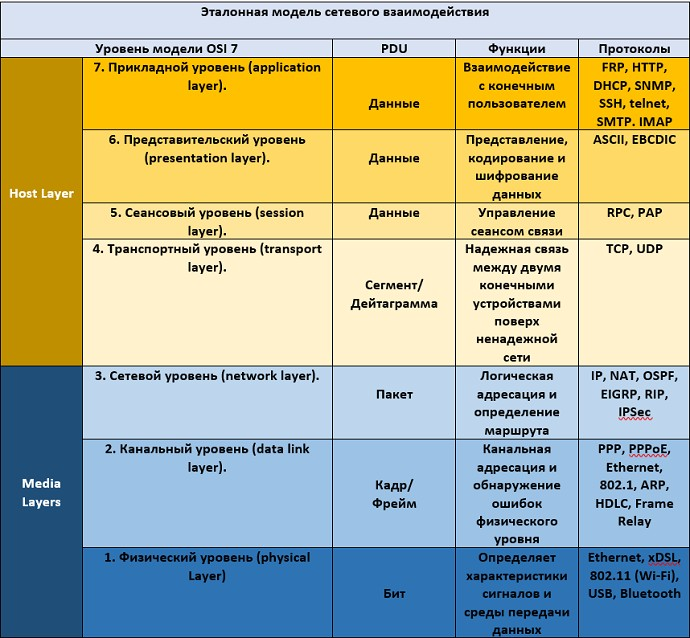 Эталонная модель сетевого взаимодействия
Уровень модели OSI 7
PDU
Функции
Протоколы
Host Layer
7. Прикладной уровень (application
layer).
Данные
Взаимодействие
с конечным
пользователем
FRP, HTTP,
DHCP, SNMP,
SSH, telnet,
SMTP. IMAP
6. Представительский уровень
(presentation layer).
Данные
Представление,
кодирование и
шифрование
данных
ASCII, EBCDIC
5. Сеансовый уровень (session
layer).
Данные
Управление
сеансом связи
RPC, PAP
4. Транспортный уровень (transport
layer).
Сегмент/
Дейтаграмма
Надежная связь
между двумя
конечными
устройствами
поверх
ненадежной
сети
TCP, UDP
Media
Layers
3. Сетевой уровень (network layer).
Пакет
Логическая
адресация и
определение
маршрута
IP, NAT, OSPF,
EIGRP, RIP,
IPSec
2. Канальный уровень (data link
layer).
Кадр/
Фрейм
Канальная
адресация и
обнаружение
ошибок
физического
уровня
PPP, PPPoE,
Ethernet,
802.1, ARP,
HDLC, Frame
Relay
1. Физический уровень (physical
Layer)
Бит
Определяет
характеристики
сигналов и
среды передачи
данных
Ethernet, xDSL,
802.11 (Wi-Fi),
USB, Bluetooth